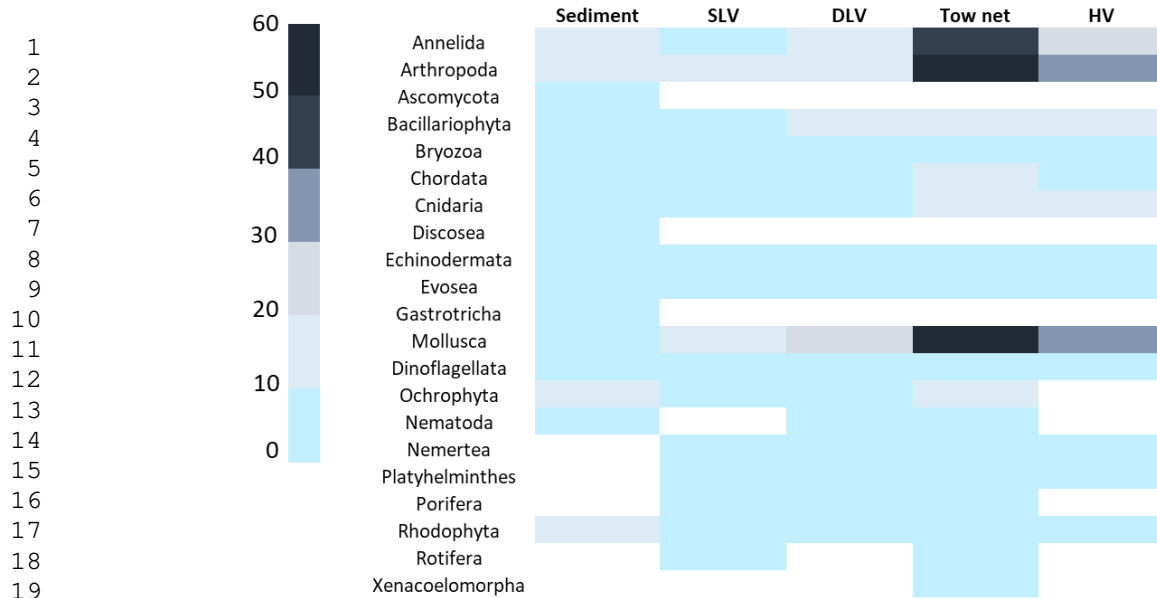 Sediment SLV DLV Tow net HV
1
2
3
4
5
6
7
8
9
10
11
12
13
14
15
16
17
18
19
60
50
40
30
20
10
0
Annelida
Arthropoda
Ascomycota
Bacillariophyta
Bryozoa
Chordata
Cnidaria
Discosea
Echinodermata
Evosea
Gastrotricha
Mollusca
Dinoflagellata
Ochrophyta
Nematoda
Nemertea
Platyhelminthes
Porifera
Rhodophyta
Rotifera
Xenacoelomorpha